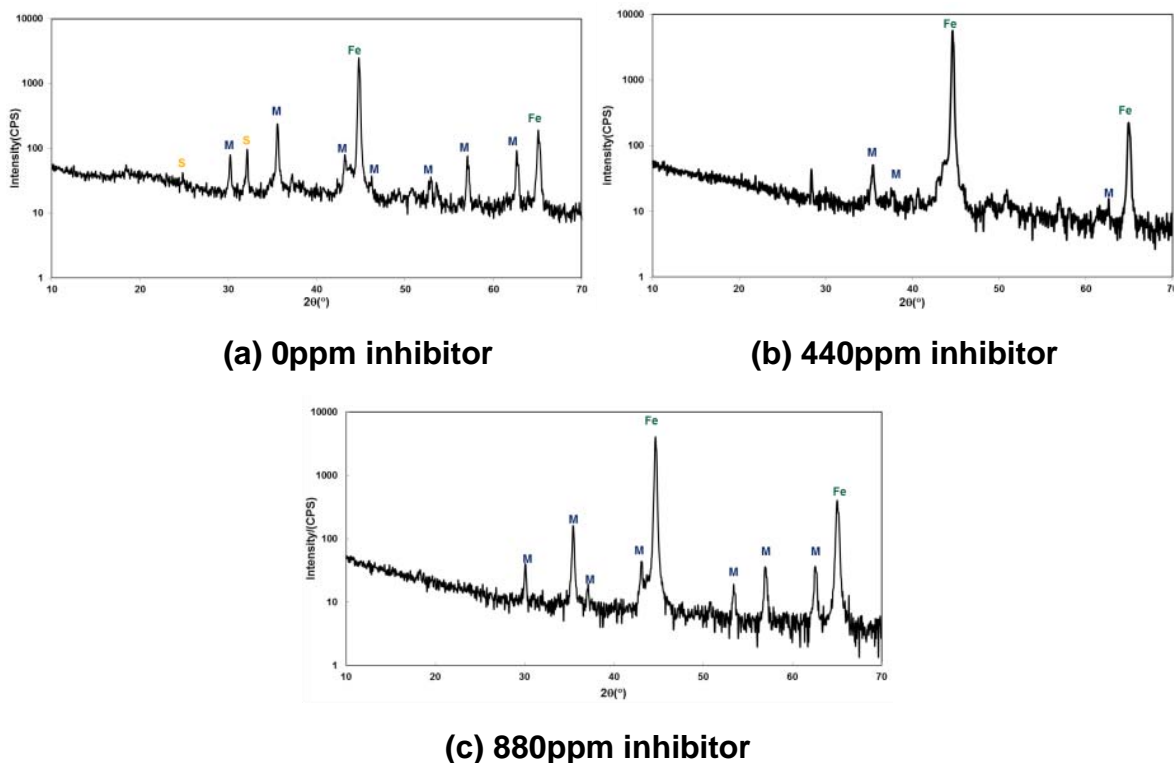 10000
Fe
1000
M
Fe
S
M
M
M
M
M
M
S
100
10
1
10 20 30 40 50 60 70
Intensity(CPS)
2θ(°)
(a) 0ppm inhibitor
10000
Fe
1000
Fe
M
M
M
100
10
1
10 20 30 40 50 60 70
Intensity(CPS)
2θ(°)
(b) 440ppm inhibitor
10000
Fe
1000
Fe
M
M
M
M
M
M
M
100
10
1
10 20 30 40 50 60 70
Intensity/(CPS)
2θ(°)
(c) 880ppm inhibitor